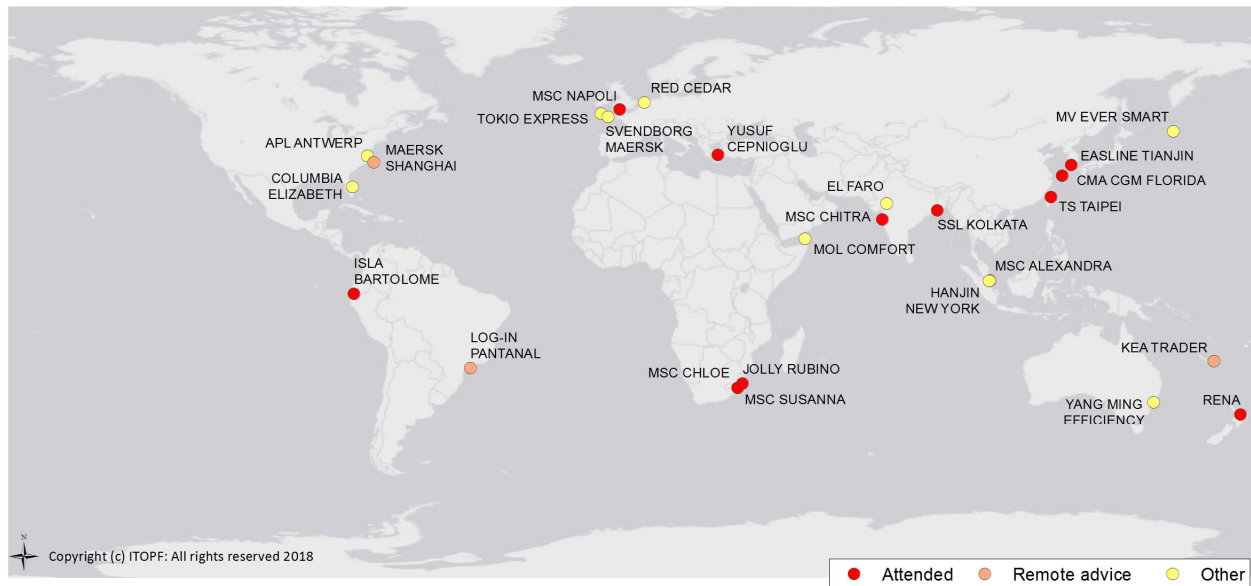 RED CEDAR
MSC NAPOLI
TOKIO EXPRESS
MV EVER SMART
SVENDBORG
MAERSK
YUSUF
CEPNIOGLU
APL ANTWERP
MAERSK
SHANGHAI
EASLINE TIANJIN
COLUMBIA
ELIZABETH
EL FARO
CMA CGM FLORIDA
MSC CHITRA
TS TAIPEI
SSL KOLKATA
MOL COMFORT
ISLA
BARTOLOME
MSC ALEXANDRA
HANJIN
NEW YORK
LOG-IN
PANTANAL
KEA TRADER
MSC CHLOE
JOLLY RUBINO
MSC SUSANNA
YANG MING
EFFICIENCY
RENA
N
Copyright (c) ITOPF: All rights reserved 2018
Attended
Remote advice
Other